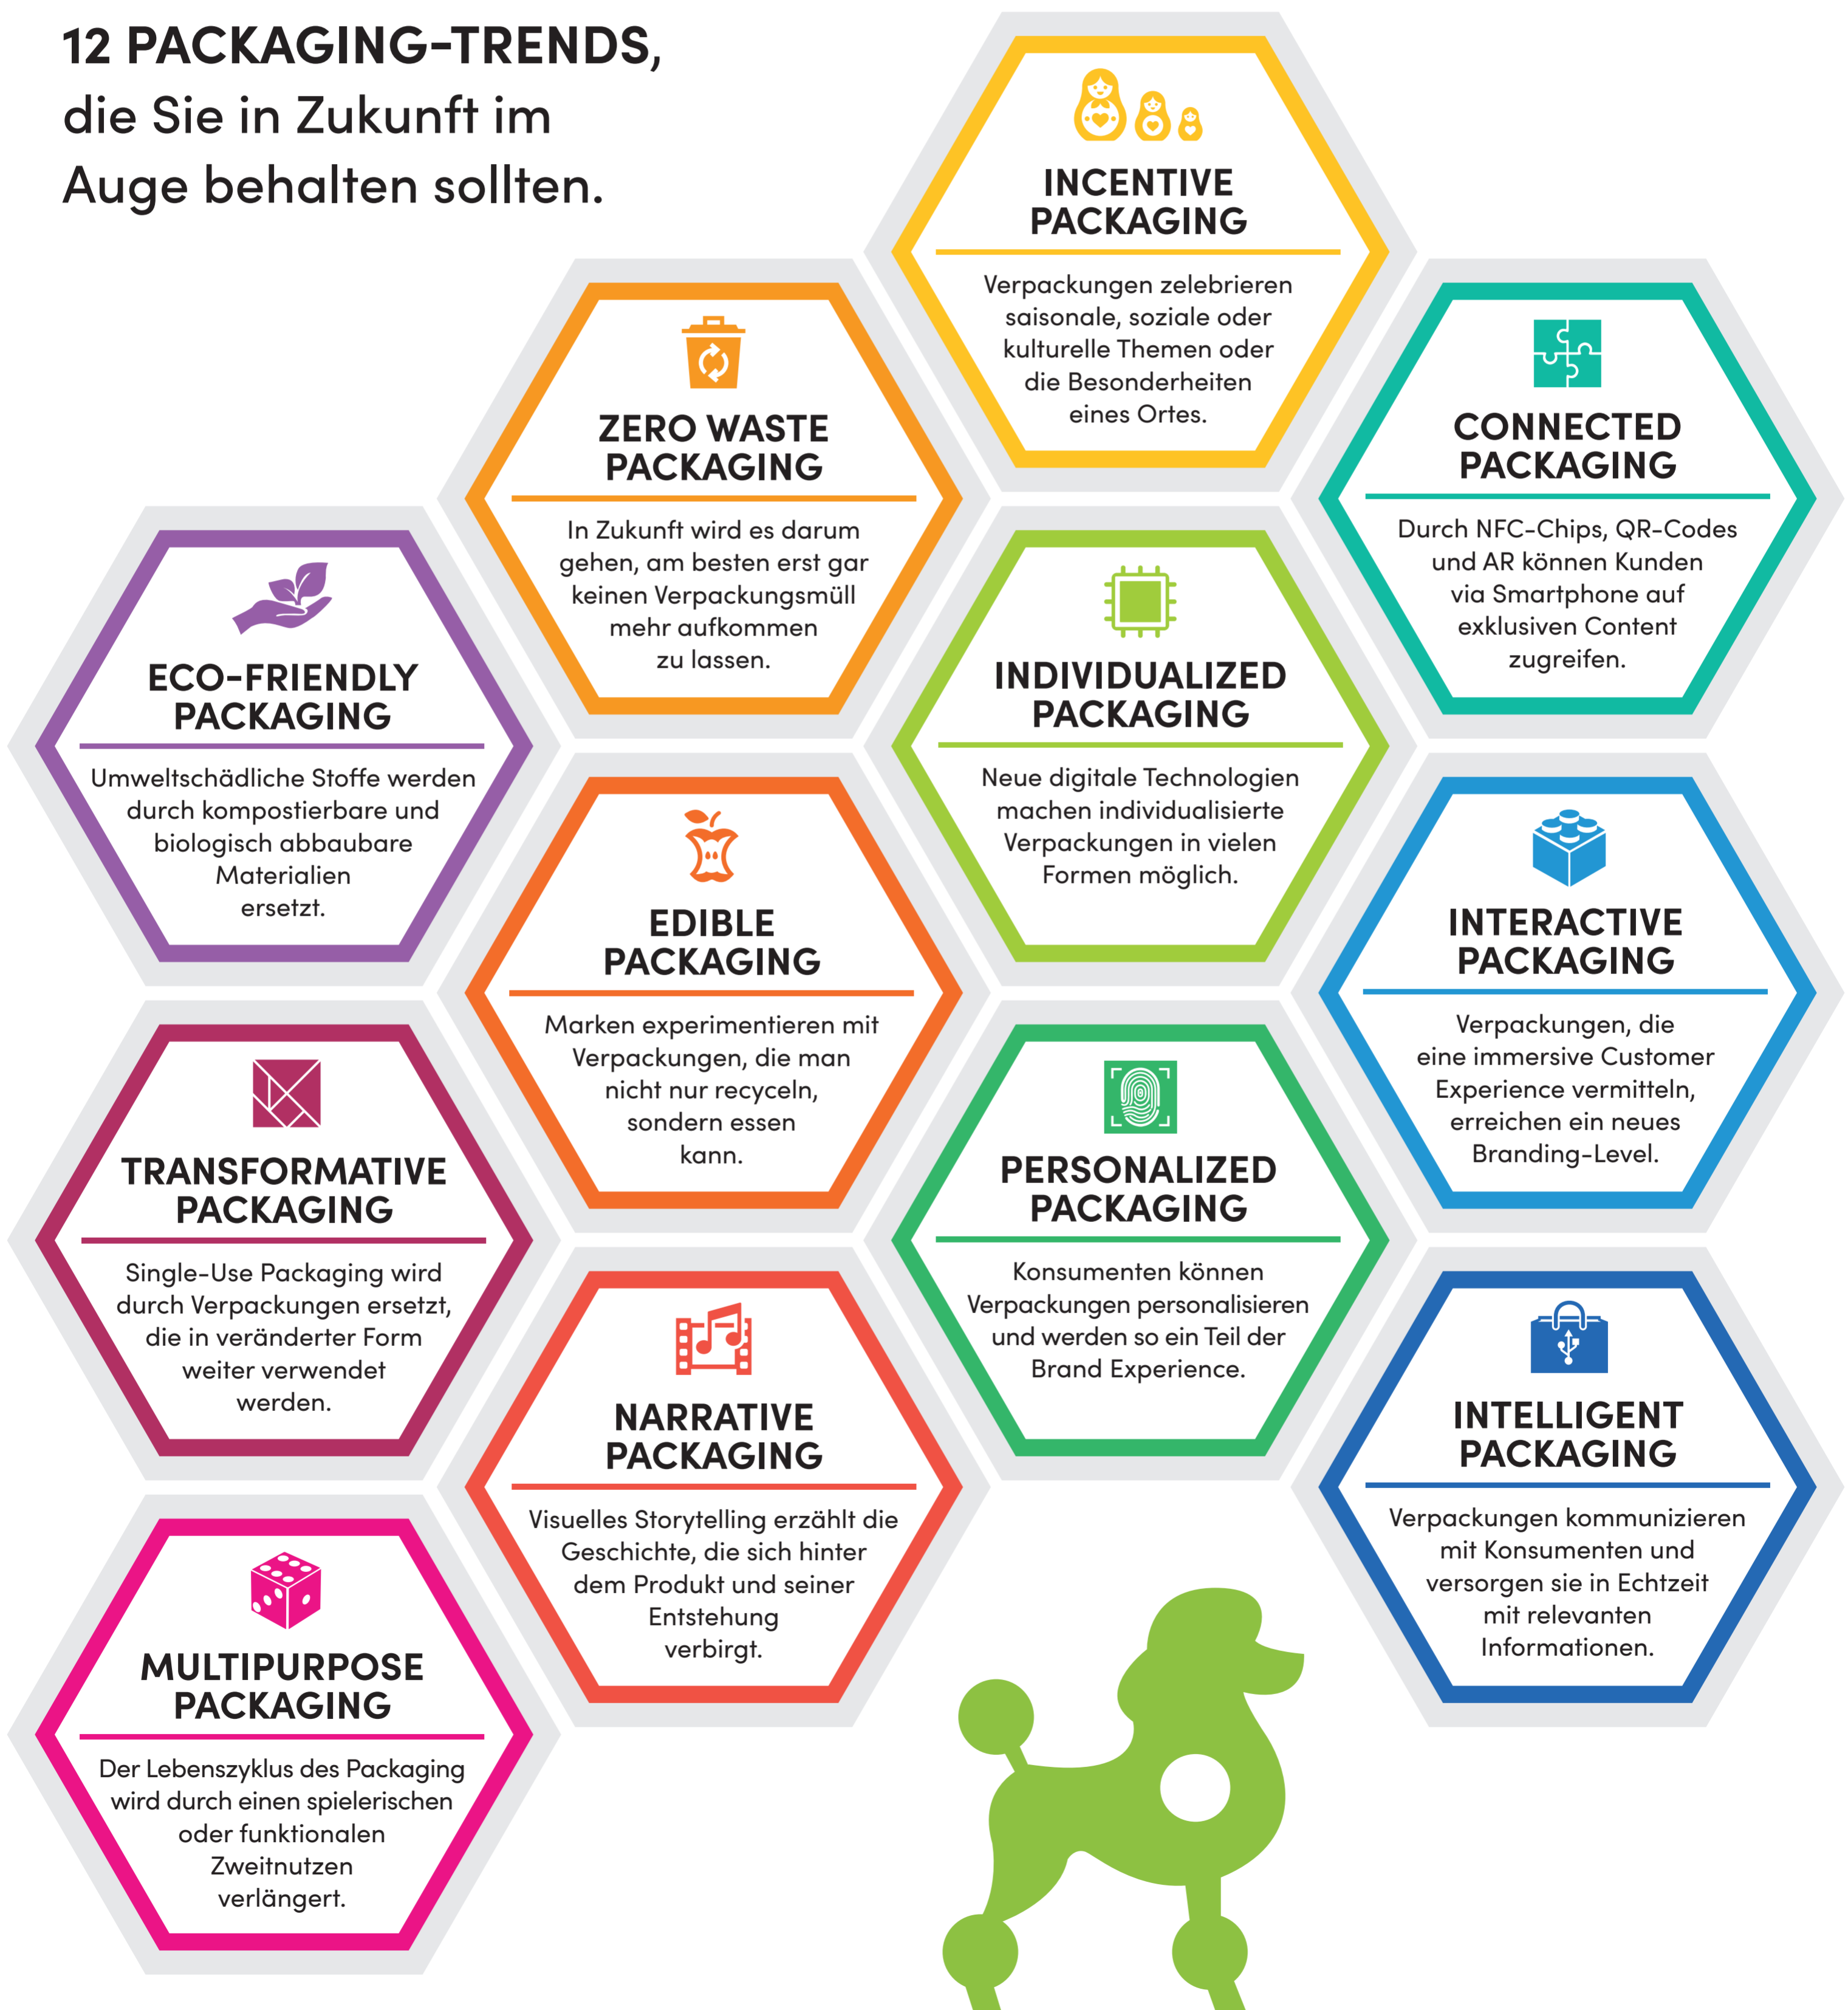 12 PACKAGING-TRENDS,
die Sie in Zukunft im
Auge behalten sollten.
INCENTIVE
PACKAGING
Verpackungen zelebrieren
saisonale, soziale oder
kulturelle Themen oder
die Besonderheiten
eines Ortes.
ZERO WASTE
PACKAGING
In Zukunft wird es darum
gehen, am besten erst gar
keinen Verpackungsmüll
mehr aufkommen
zu lassen.
CONNECTED
PACKAGING
Durch NFC-Chips, QR-Codes
und AR können Kunden
via Smartphone auf
exklusiven Content
zugreifen.
ECO-FRIENDLY
PACKAGING
Umweltschädliche Stoffe werden
durch kompostierbare und
biologisch abbaubare
Materialien
ersetzt.
INDIVIDUALIZED
PACKAGING
Neue digitale Technologien
machen individualisierte
Verpackungen in vielen
Formen möglich.
EDIBLE
PACKAGING
Marken experimentieren mit
Verpackungen, die man
nicht nur recyceln,
sondern essen
kann.
INTERACTIVE
PACKAGING
Verpackungen, die
eine immersive Customer
Experience vermitteln,
erreichen ein neues
Branding-Level.
TRANSFORMATIVE
PACKAGING
Single-Use Packaging wird
durch Verpackungen ersetzt,
die in veränderter Form
weiter verwendet
werden.
PERSONALIZED
PACKAGING
Konsumenten können
Verpackungen personalisieren
und werden so ein Teil der
Brand Experience.
NARRATIVE
PACKAGING
Visuelles Storytelling erzählt die
Geschichte, die sich hinter
dem Produkt und seiner
Entstehung
verbirgt.
INTELLIGENT
PACKAGING
Verpackungen kommunizieren
mit Konsumenten und
versorgen sie in Echtzeit
mit relevanten
Informationen.
MULTIPURPOSE
PACKAGING
Der Lebenszyklus des Packaging
wird durch einen spielerischen
oder funktionalen
Zweitnutzen
verlängert.